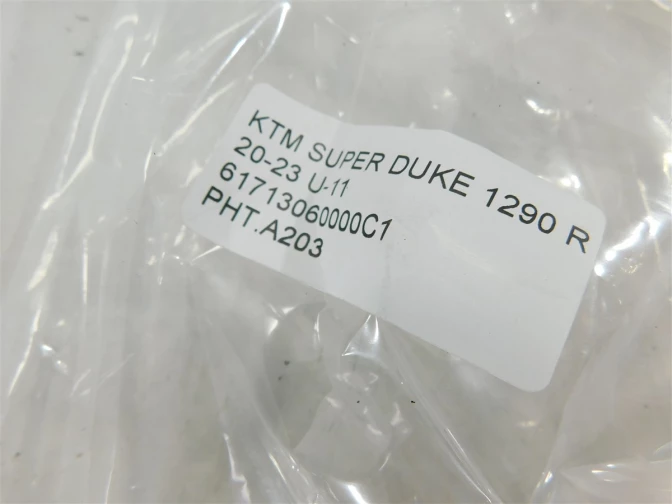 KTM SUPER DUKE 1290 R
20-23 U-11
61713060000C1
PHT.A203